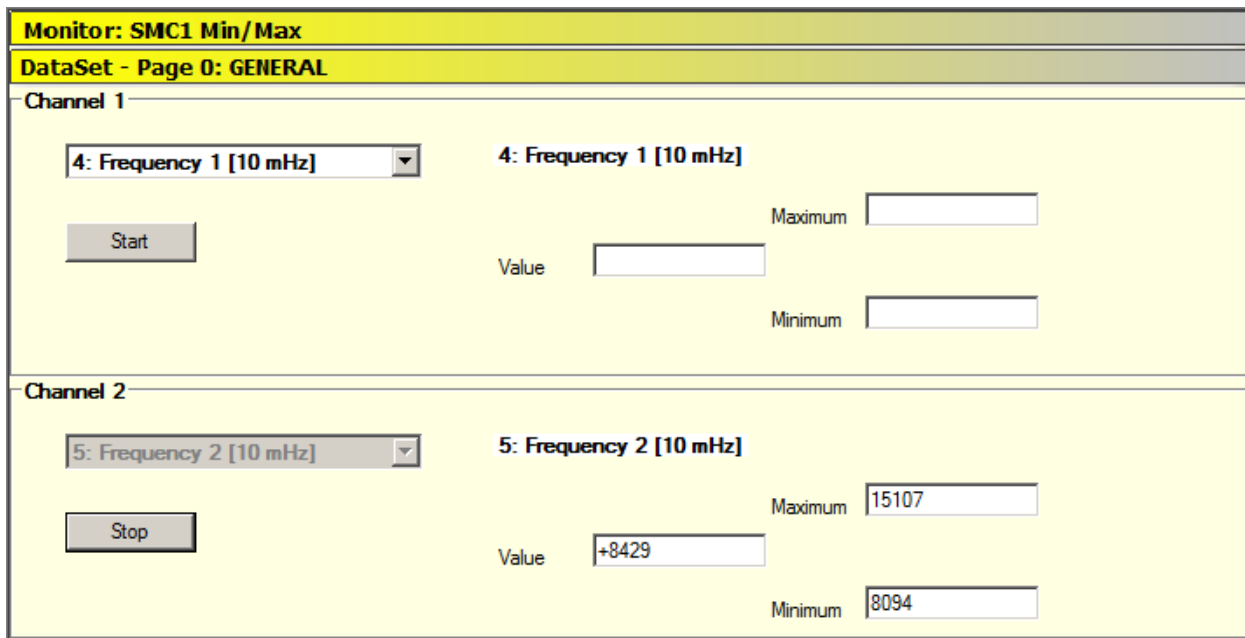 Monitor: SMC1 Min/Max
DataSet - Page 0: GENERAL
Channel 1
4: Frequency 1 [10 mHz]
4: Frequency 1 [10 mHz]
Maximum
Start
Value
Minimum
Channel 2
5: Frequency 2 [10 mHz]
5: Frequency 2 [10 mHz]
Maximum 15107
Stop
Value +8429
Minimum 8094